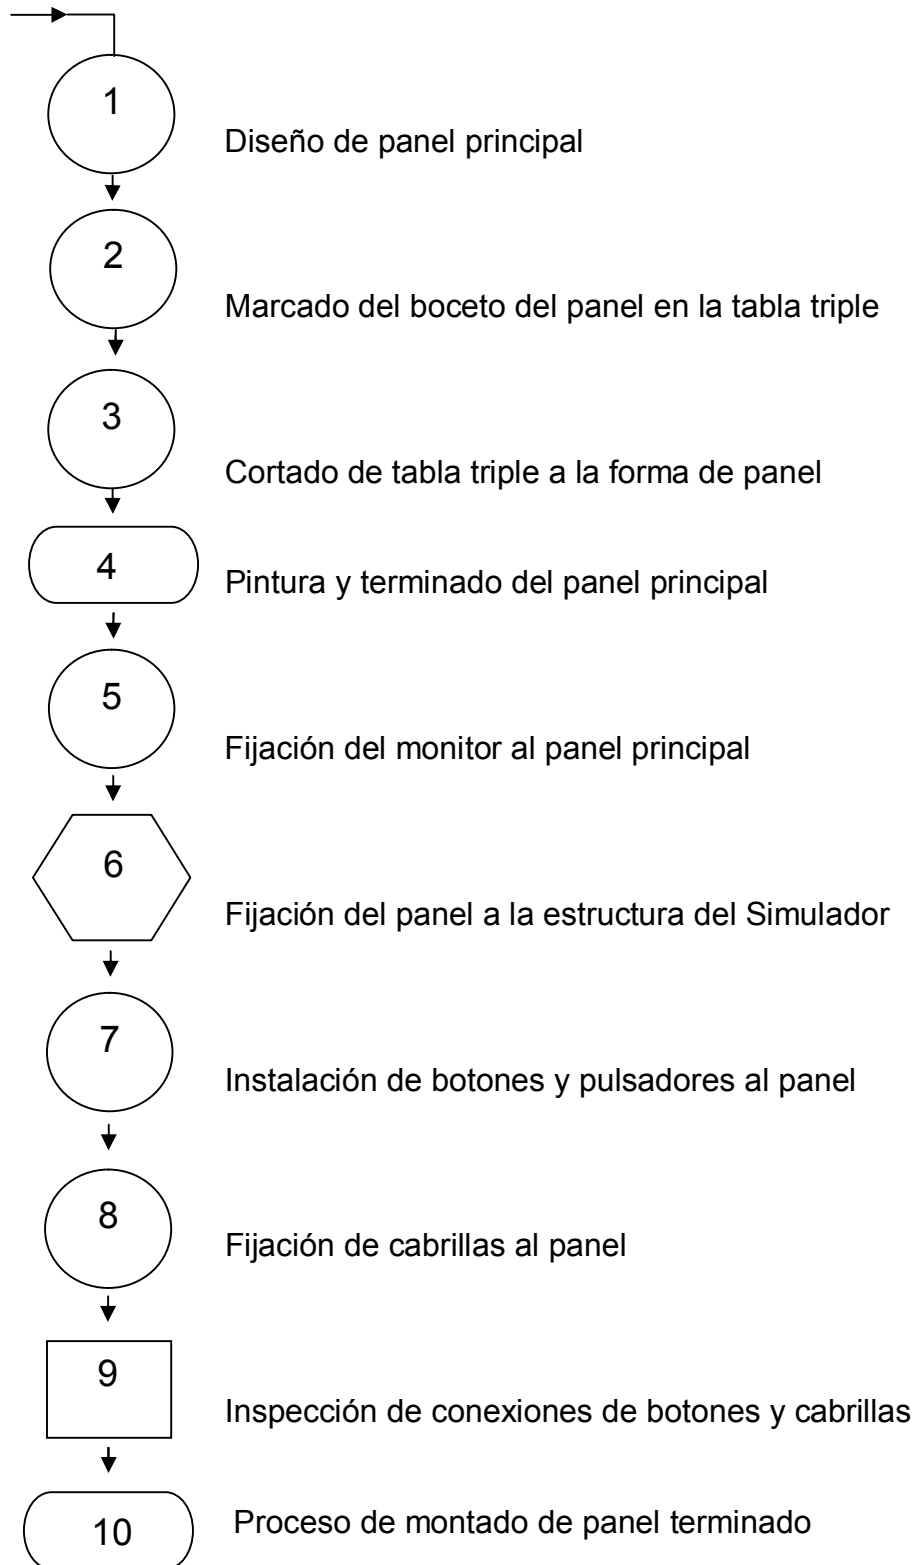 1
Diseño de panel principal
2
Marcado del boceto del panel en la tabla triple
3
Cortado de tabla triple a la forma de panel
4
Pintura y terminado del panel principal
5
Fijación del monitor al panel principal
6
Fijación del panel a la estructura del Simulador
7
Instalación de botones y pulsadores al panel
8
Fijación de cabrillas al panel
9
Inspección de conexiones de botones y cabrillas
10
Proceso de montado de panel terminado